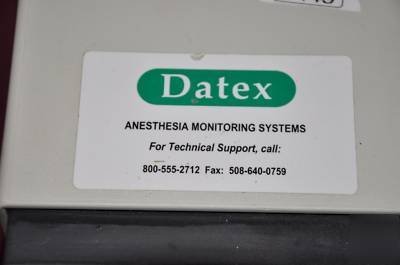 Datex
ANESTHESIA MONITORING SYSTEMS
For Technical Support, call:
800-555-2712 Fax: 508-640-0759